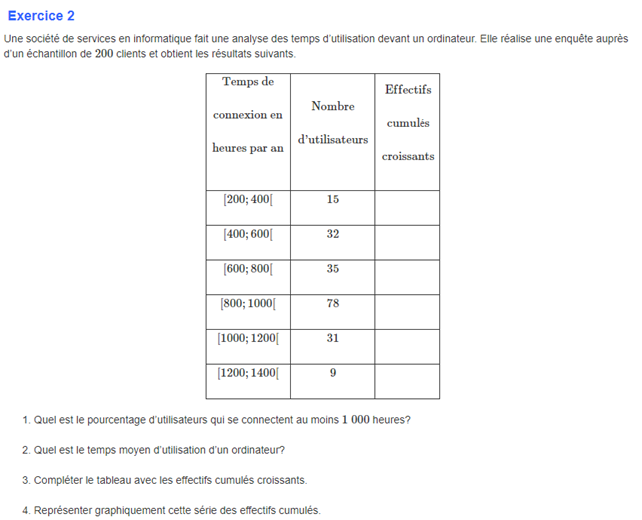 Exercice 2
Une société de services en informatique fait une analyse des temps d'utilisation devant un ordinateur. Elle réalise une enquête auprès
d'un échantillon de 200 clients et obtient les résultats suivants.
Temps de connexion en heures par an | Nombre d'utilisateurs | Effectifs cumulés croissants
[200; 400[ 15
[400; 600[ 32
[600; 800[ 35
[800; 1000[ 78
[1000; 1200[ 31
[1200; 1400[ 9
1. Quel est le pourcentage d'utilisateurs qui se connectent au moins 1 000 heures?
2. Quel est le temps moyen d'utilisation d'un ordinateur?
3. Compléter le tableau avec les effectifs cumulés croissants.
4. Représenter graphiquement cette série des effectifs cumulés.